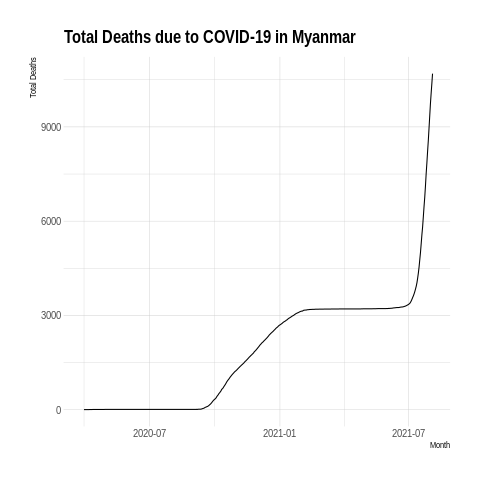 Total Deaths due to COVID-19 in Myanmar
Total Deaths
9000
6000
3000
0
2020-07
2021-01
2021-07
Month